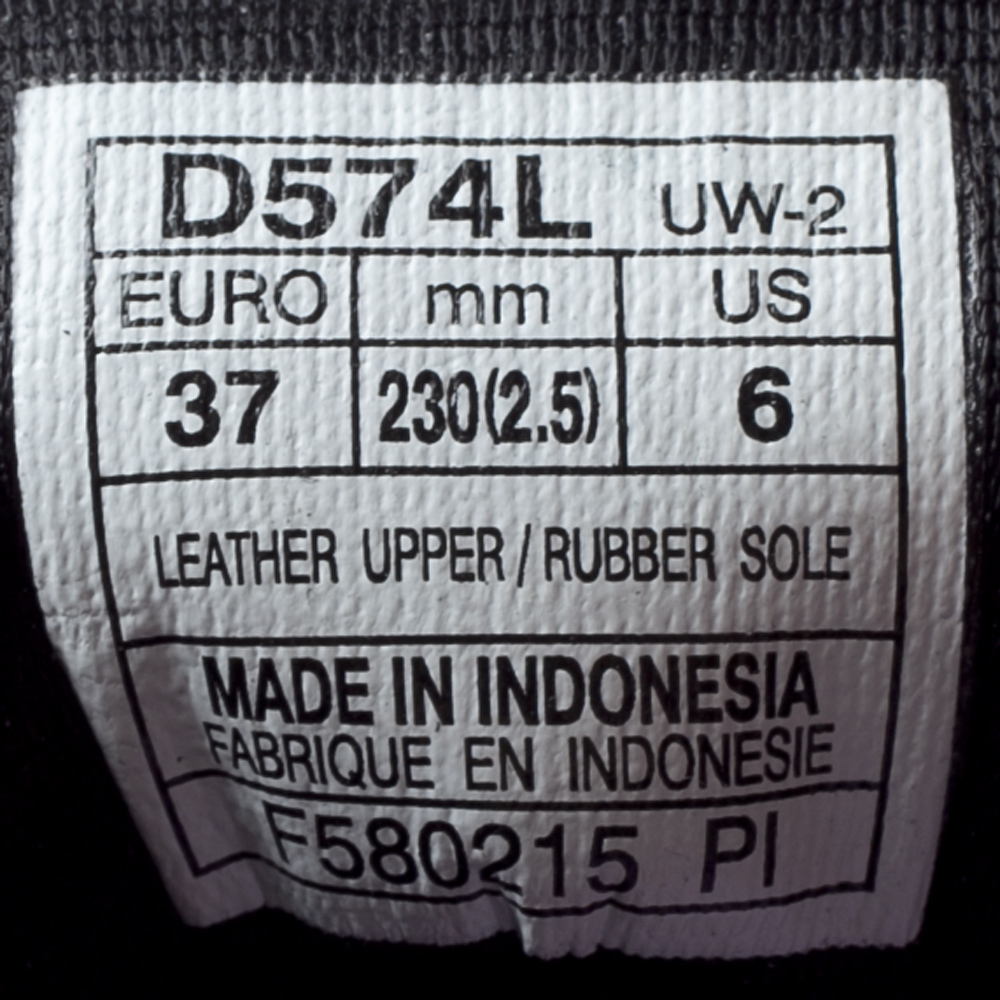 D574L UW-2
EURO mm US
37 230(2.5) 6
LEATHER UPPER / RUBBER SOLE
MADE IN INDONESIA
FABRIQUE EN INDONESIE
F580215 PI